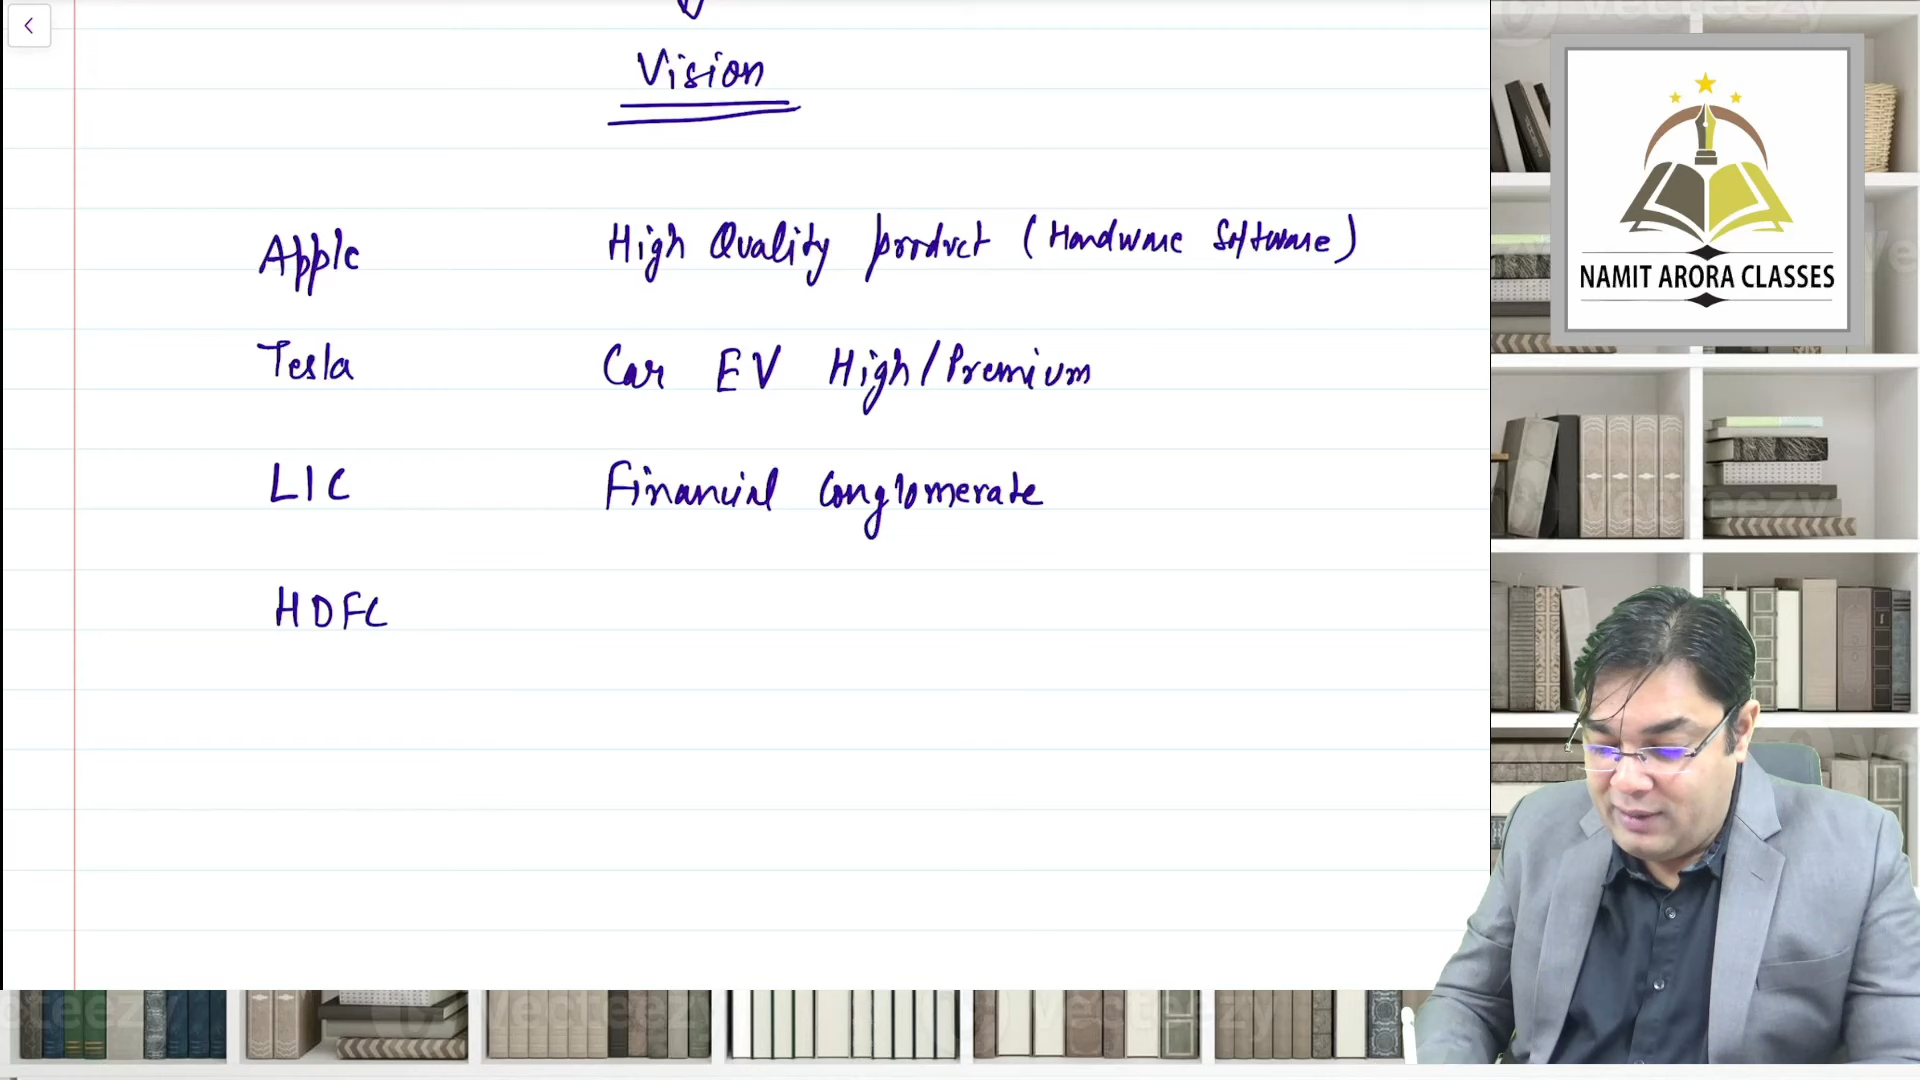 Vision
Apple High Quality product (Hardware Software)
Tesla Car EV High/Premium
LIC Financial Conglomerate
HDFC
NAMIT ARORA CLASSES
vecteezy